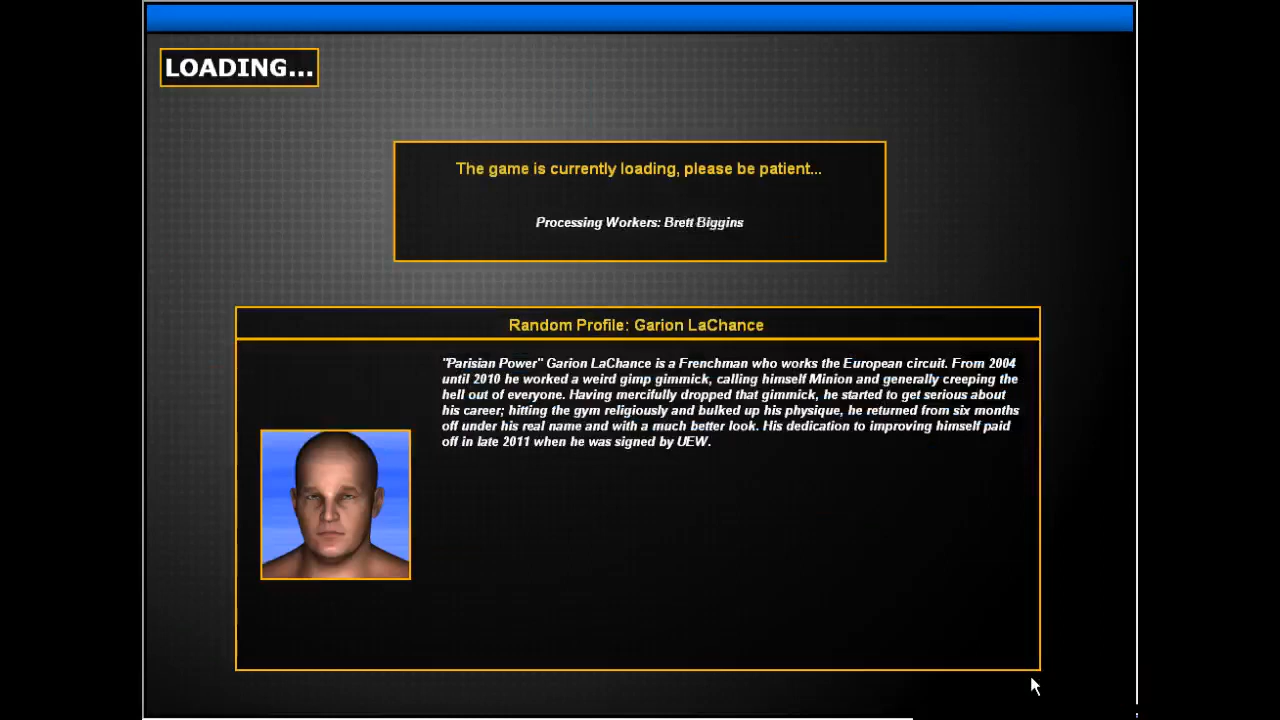 LOADING...
The game is currently loading, please be patient...
Processing Workers: Brett Biggins
Random Profile: Garion LaChance
"Parisian Power" Garion LaChance is a Frenchman who works the European circuit. From 2004
until 2010 he worked a weird gimp gimmick, calling himself Minion and generally creeping the
hell out of everyone. Having mercifully dropped that gimmick, he started to get serious about
his career; hitting the gym religiously and bulked up his physique, he returned from six months
off under his real name and with a much better look. His dedication to improving himself paid
off in late 2011 when he was signed by UEW.